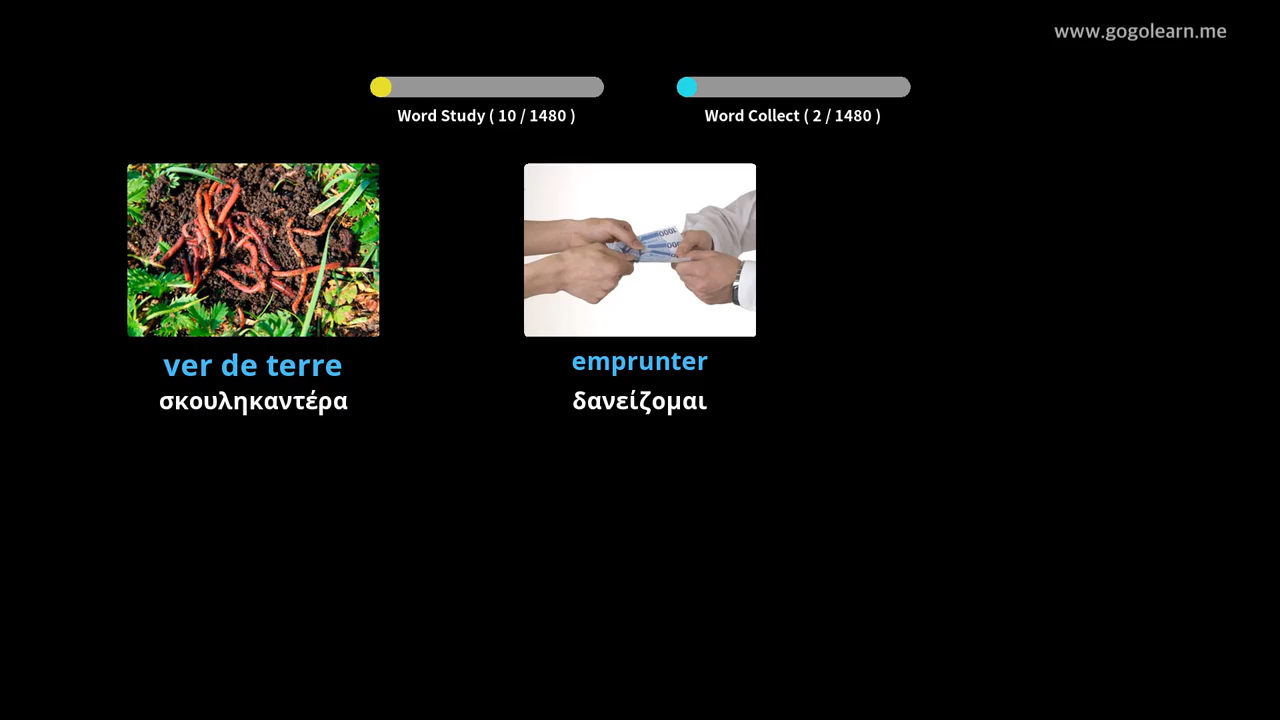 www.gogolearn.me
Word Study ( 10 / 1480 )
Word Collect ( 2 / 1480 )
ver de terre
σκουληκαντέρα
emprunter
δανείζομαι